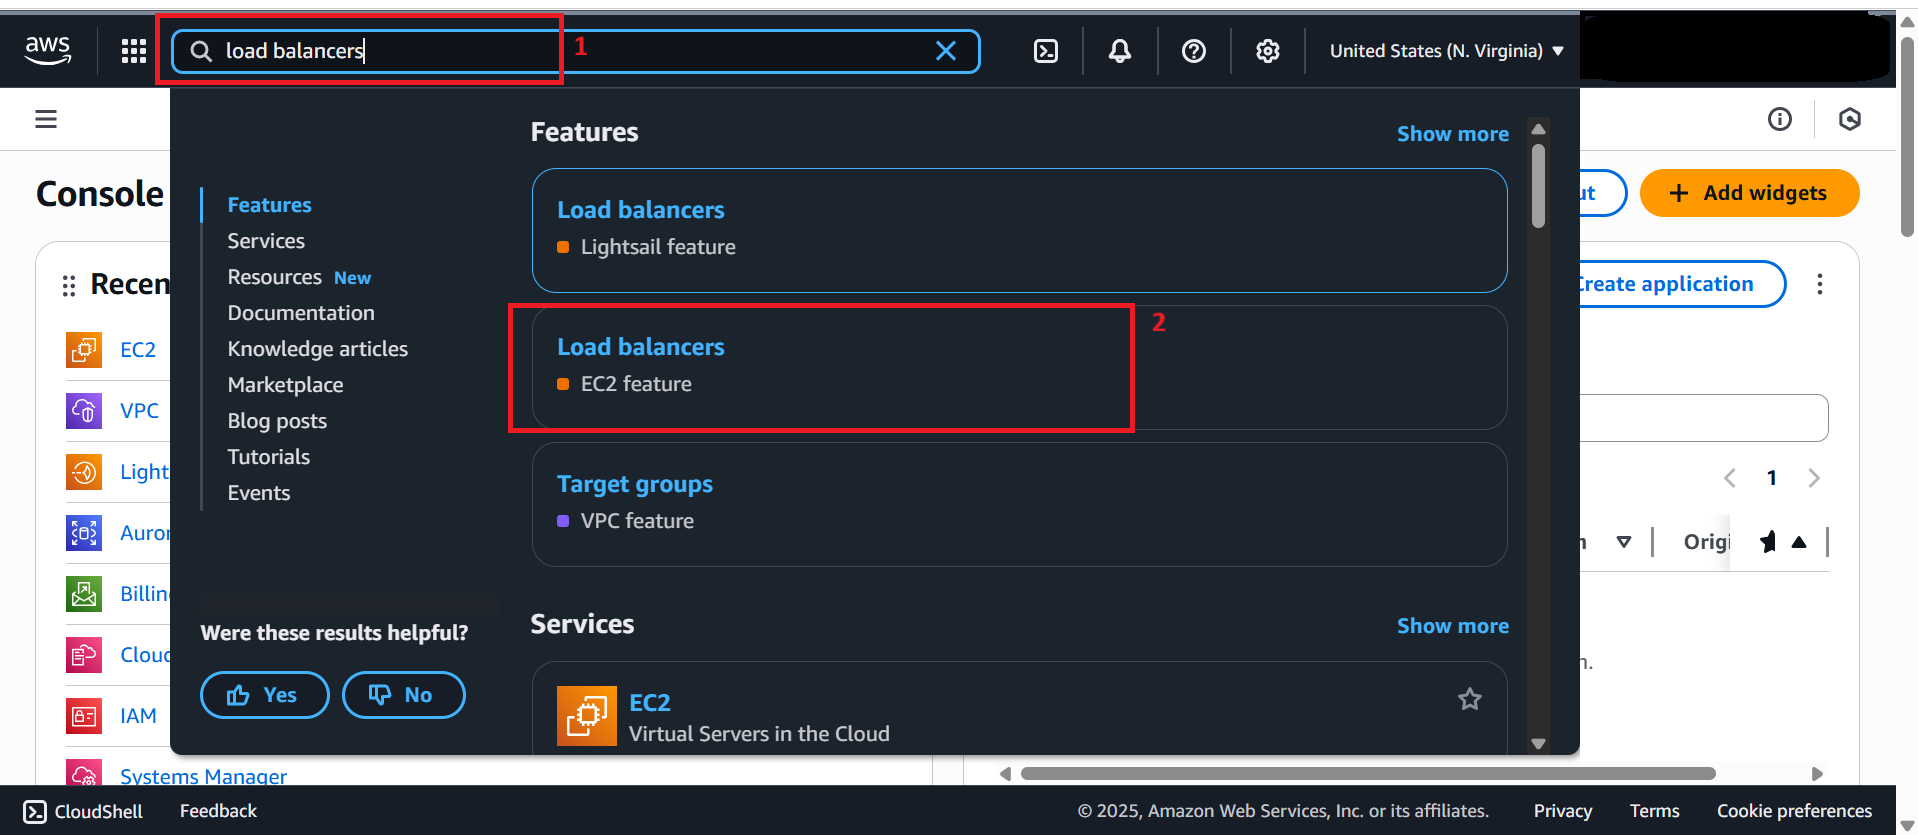 aws
load balancers
1
United States (N. Virginia)
Console
Add widgets
Features
Show more
Features
Services
Resources New
Documentation
Knowledge articles
Marketplace
Blog posts
Tutorials
Events
Load balancers
Lightsail feature
2
Load balancers
EC2 feature
Target groups
VPC feature
Were these results helpful?
Yes
No
Services
Show more
EC2
Virtual Servers in the Cloud
Recen
EC2
VPC
Light
Auror
Billin
Cloud
IAM
Systems Manager
Create application
1
Origi
CloudShell
Feedback
© 2025, Amazon Web Services, Inc. or its affiliates.
Privacy
Terms
Cookie preferences